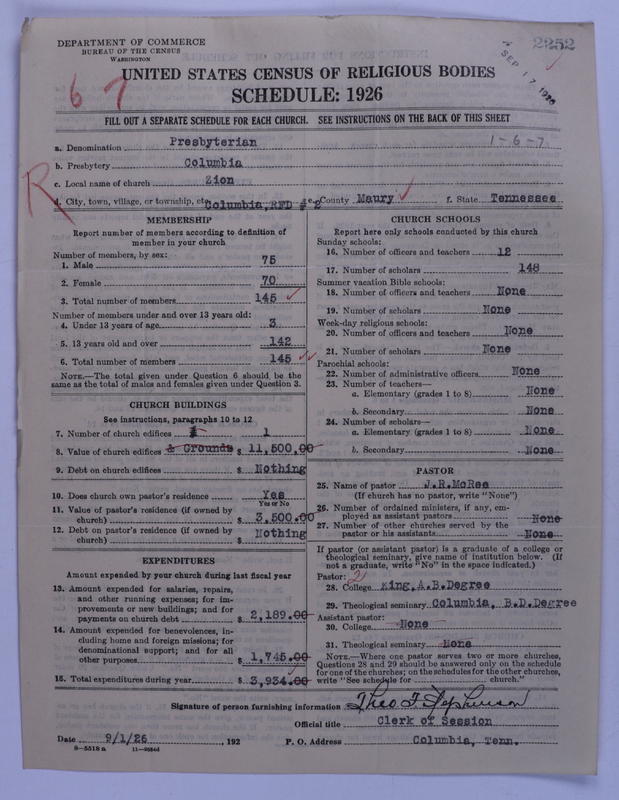 DEPARTMENT OF COMMERCE
BUREAU OF THE CENSUS
WASHINGTON
2252
SEP 17 1926
UNITED STATES CENSUS OF RELIGIOUS BODIES
67
SCHEDULE: 1926
FILL OUT A SEPARATE SCHEDULE FOR EACH CHURCH. SEE INSTRUCTIONS ON THE BACK OF THIS SHEET
a. Denomination Presbyterian 1-6-7
b. Presbytery Columbia
c. Local name of church Zion
R
d. City, town, village, or township, etc. Columbia, RFD # 2 e. County Maury f. State Tennessee
MEMBERSHIP
Report number of members according to definition of
member in your church
Number of members, by sex:
1. Male 75
2. Female 70
3. Total number of members 145
Number of members under and over 13 years old:
4. Under 13 years of age 3
5. 13 years old and over 142
6. Total number of members 145
NOTE.—The total given under Question 6 should be the
same as the total of males and females given under Question 3.
CHURCH BUILDINGS
See instructions, paragraphs 10 to 12
7. Number of church edifices 1
8. Value of church edifices & Grounds $ 11,500.00
9. Debt on church edifices $ Nothing
10. Does church own pastor's residence Yes
Yes or No
11. Value of pastor's residence (if owned by
church) $ 3,500.00
12. Debt on pastor's residence (if owned by
church) $ Nothing
EXPENDITURES
Amount expended by your church during last fiscal year
13. Amount expended for salaries, repairs,
and other running expenses; for im-
provements or new buildings; and for
payments on church debt $ 2,189.00
14. Amount expended for benevolences, in-
cluding home and foreign missions; for
denominational support; and for all
other purposes $ 1,745.00
15. Total expenditures during year $ 3,934.00
CHURCH SCHOOLS
Report here only schools conducted by this church
Sunday schools:
16. Number of officers and teachers 12
17. Number of scholars 148
Summer vacation Bible schools:
18. Number of officers and teachers None
19. Number of scholars None
Week-day religious schools:
20. Number of officers and teachers None
21. Number of scholars None
Parochial schools:
22. Number of administrative officers None
23. Number of teachers—
a. Elementary (grades 1 to 8) None
b. Secondary None
24. Number of scholars—
a. Elementary (grades 1 to 8) None
b. Secondary None
PASTOR
25. Name of pastor J.R.McRee
(If church has no pastor, write "None")
26. Number of ordained ministers, if any, em-
ployed as assistant pastors None
27. Number of other churches served by the
pastor or his assistants None
If pastor (or assistant pastor) is a graduate of a college or
theological seminary, give name of institution below. (If
not a graduate, write "No" in the space indicated.)
Pastor: 2
28. College King, A.B.Degree
29. Theological seminary Columbia, B.D.Degree
Assistant pastor:
30. College None
31. Theological seminary None
NOTE.—Where one pastor serves two or more churches,
Questions 28 and 29 should be answered only on the schedule
for one of the churches; on the schedules for the other churches,
write "See schedule for church."
Signature of person furnishing information Theo F. Stephenson
Official title Clerk of Session
Date 9/1/26, 192 P. O. Address Columbia, Tenn.
8—5518 a